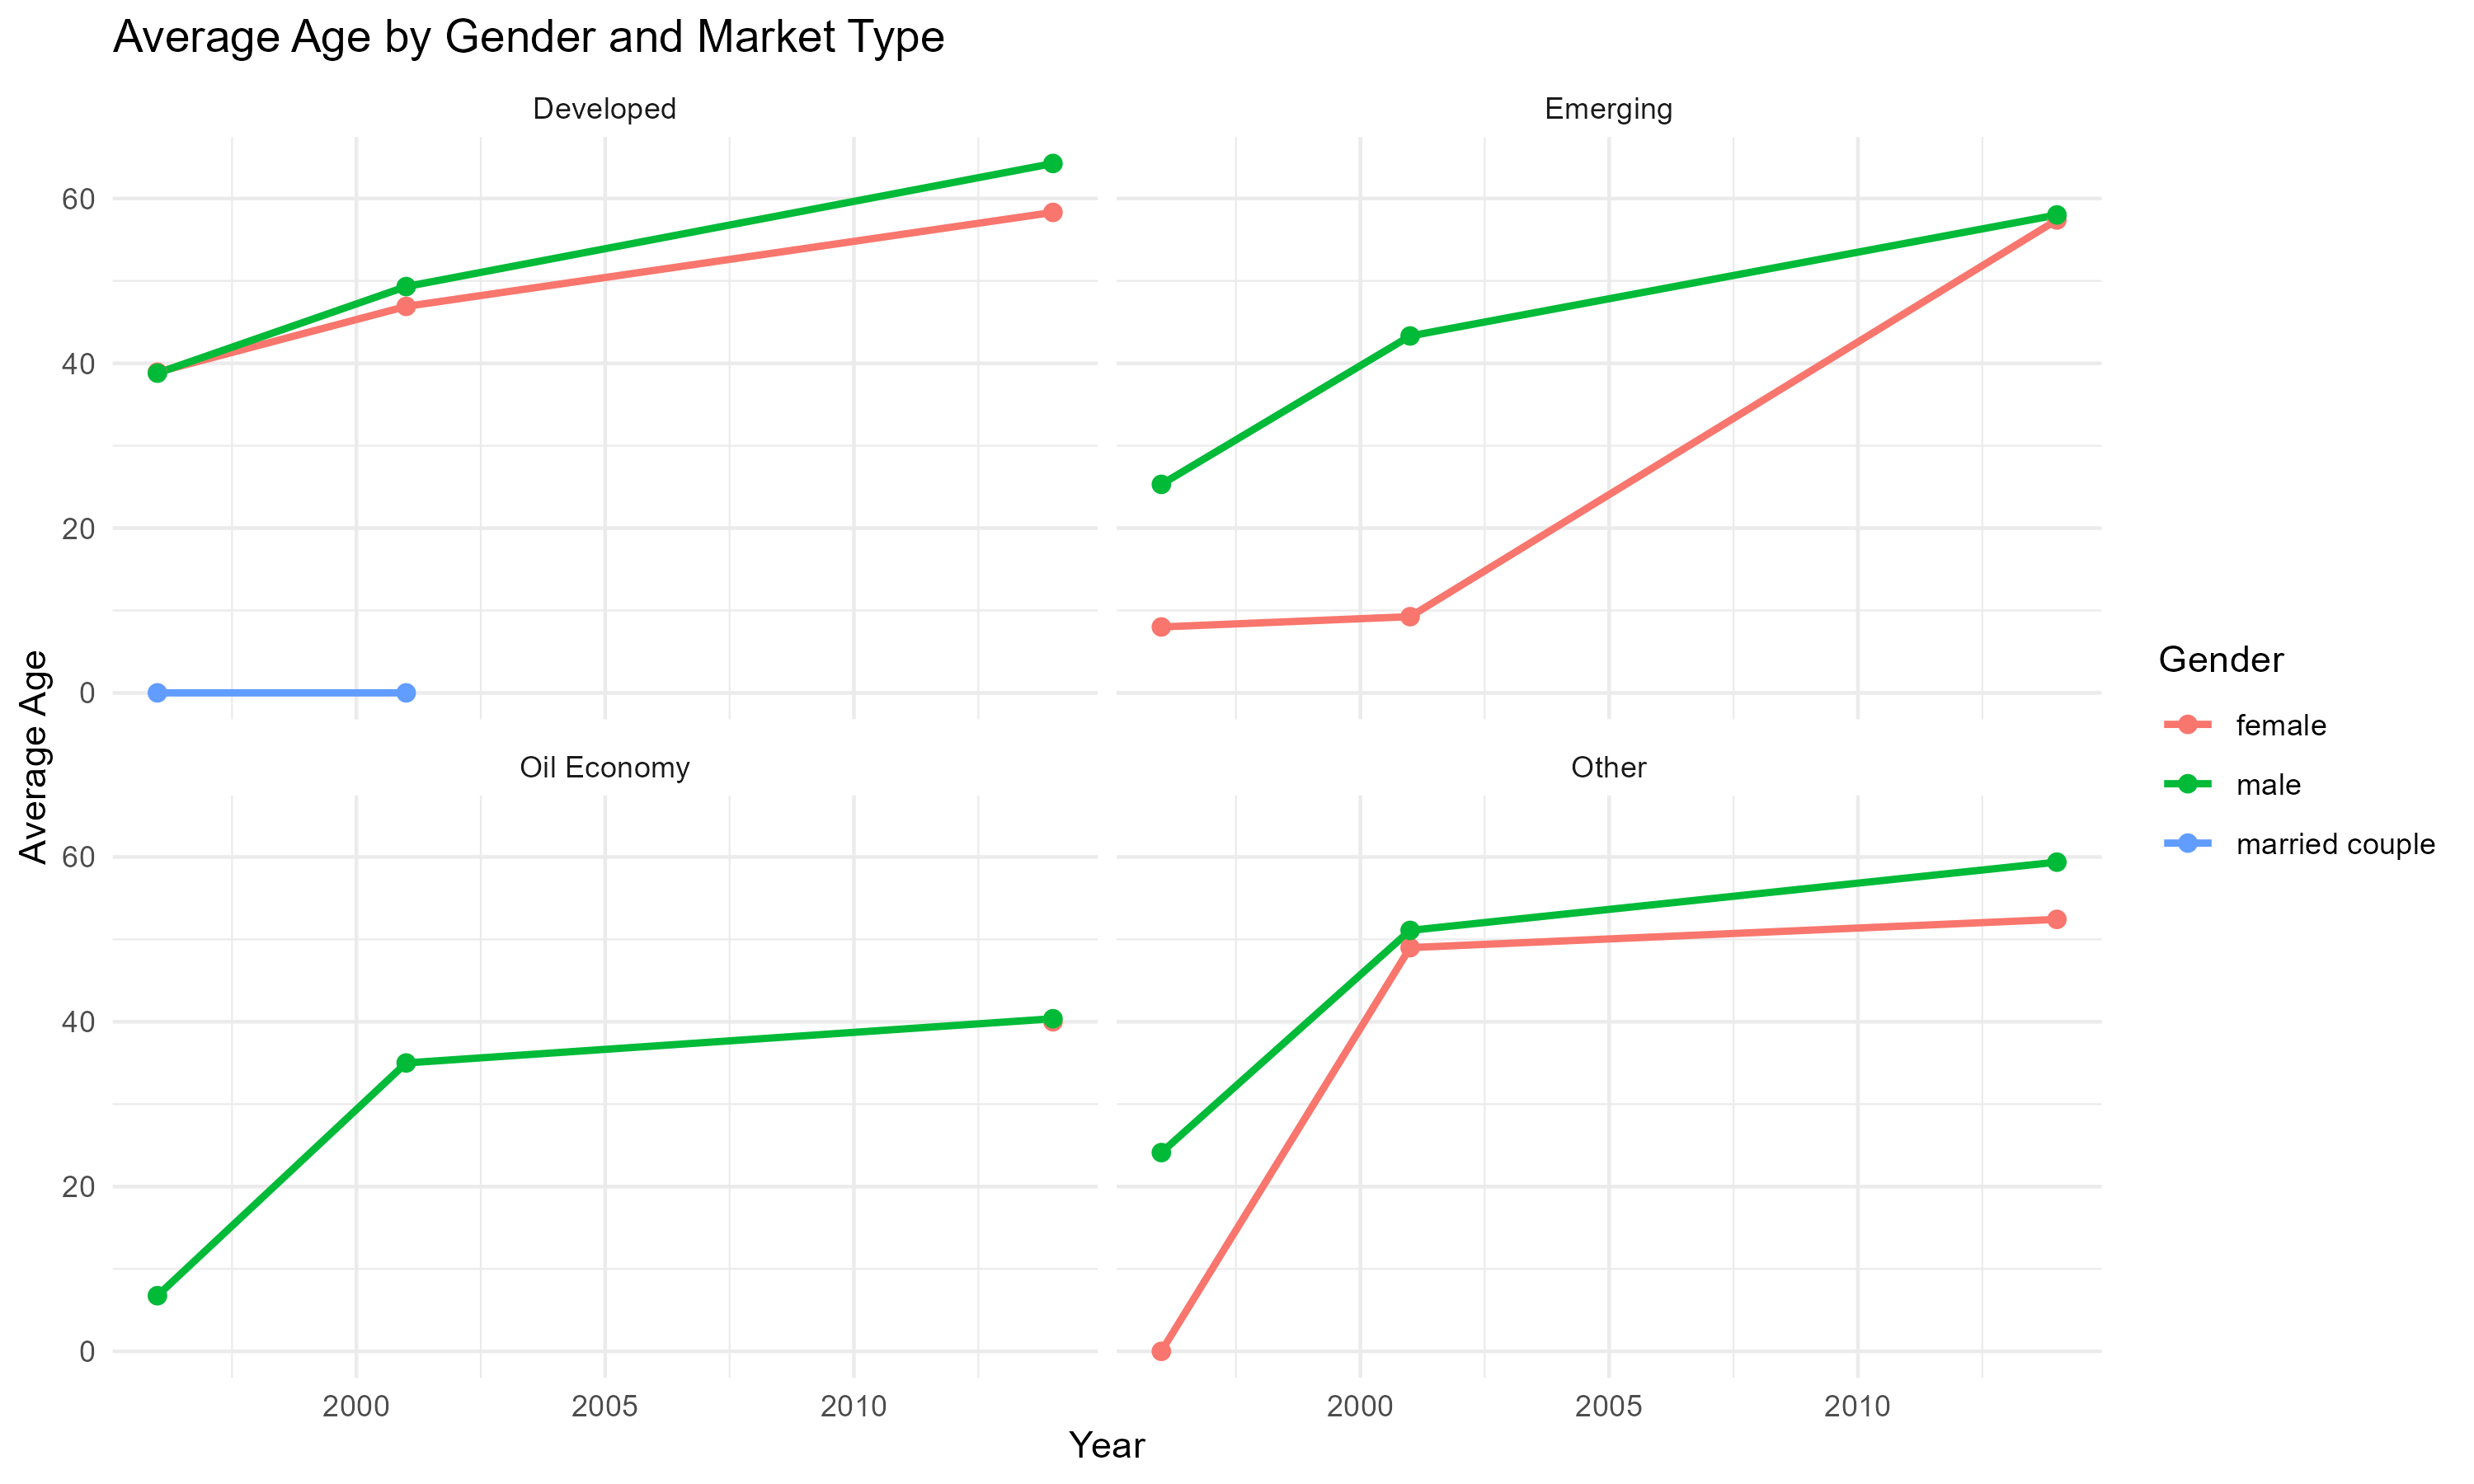 Average Age by Gender and Market Type
Developed
Emerging
60
40
20
0
Oil Economy
Other
60
40
20
0
2000
2005
2010
2000
2005
2010
Year
Average Age
Gender
female
male
married couple